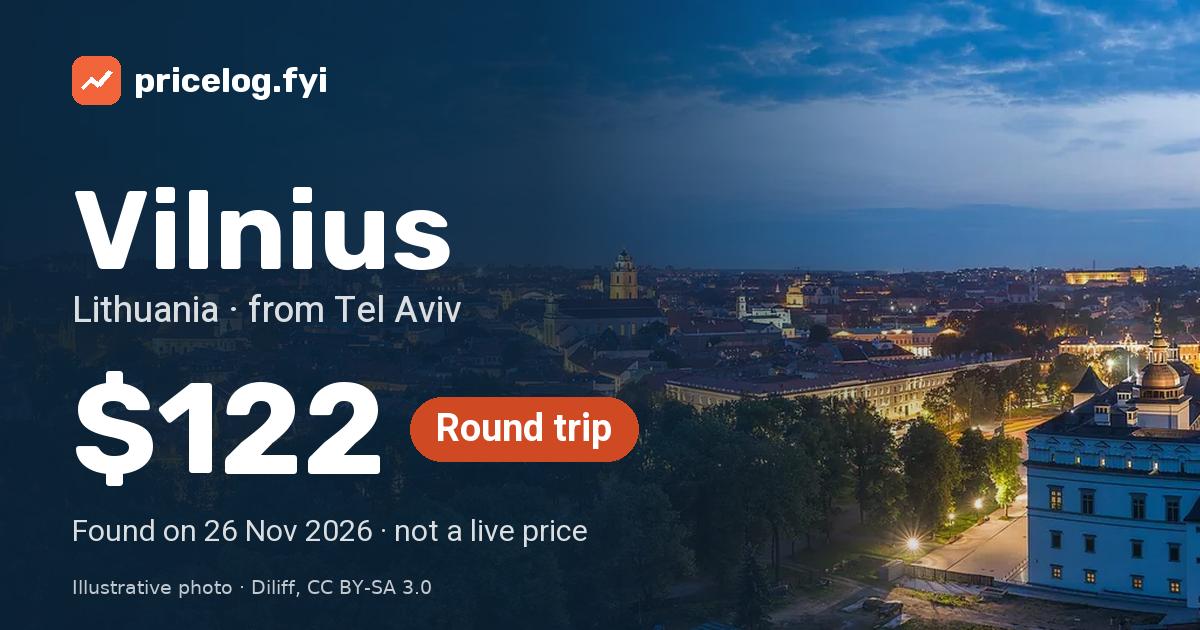 pricelog.fyi
Vilnius
Lithuania · from Tel Aviv
$122 Round trip
Found on 26 Nov 2026 · not a live price
Illustrative photo · Diliff, CC BY-SA 3.0